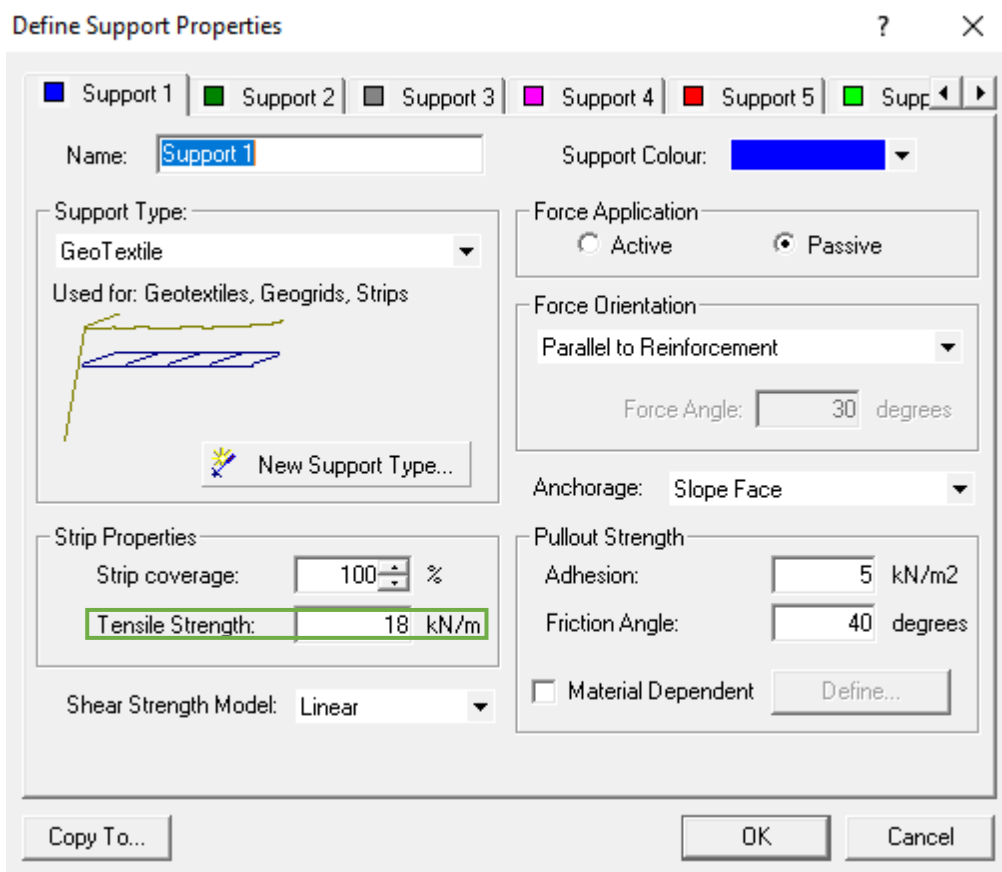 Define Support Properties ? ×
Support 1 Support 2 Support 3 Support 4 Support 5 Supp
Name: Support 1
Support Colour:
Support Type:
GeoTextile
Used for: Geotextiles, Geogrids, Strips
New Support Type...
Force Application
Active Passive
Force Orientation
Parallel to Reinforcement
Force Angle: 30 degrees
Anchorage: Slope Face
Strip Properties
Strip coverage: 100 %
Tensile Strength: 18 kN/m
Shear Strength Model: Linear
Pullout Strength
Adhesion: 5 kN/m2
Friction Angle: 40 degrees
Material Dependent Define...
Copy To... OK Cancel